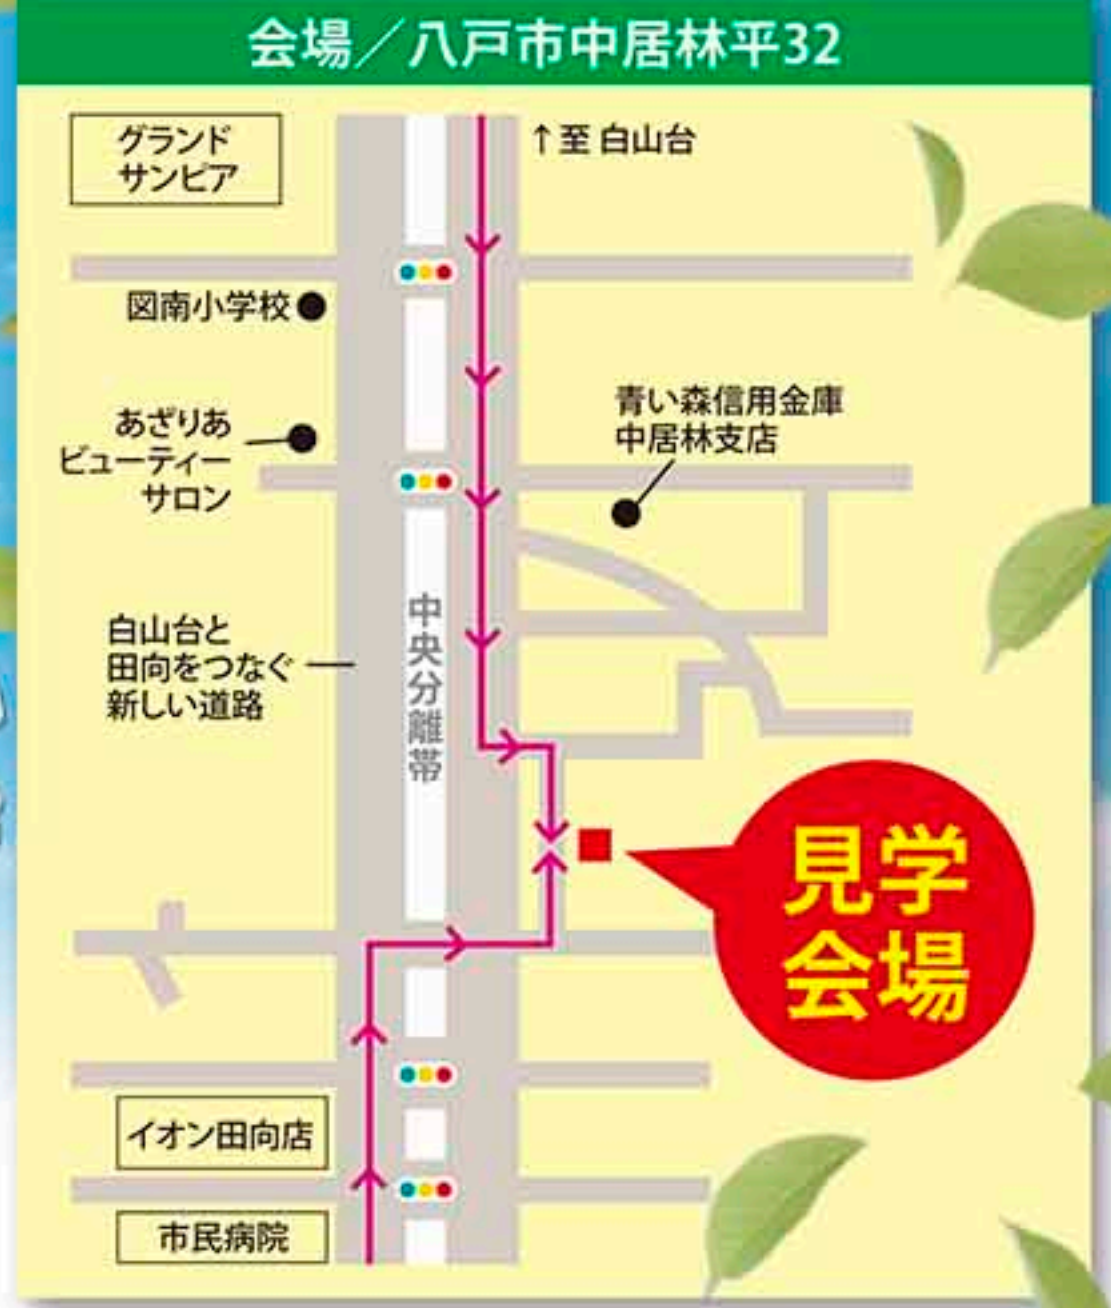 会場／八戸市中居林平32
グランド
サンピア
↑至 白山台
図南小学校
あざりあ
ビューティー
サロン
青い森信用金庫
中居林支店
白山台と
田向をつなぐ
新しい道路
中央分離帯
見学
会場
イオン田向店
市民病院